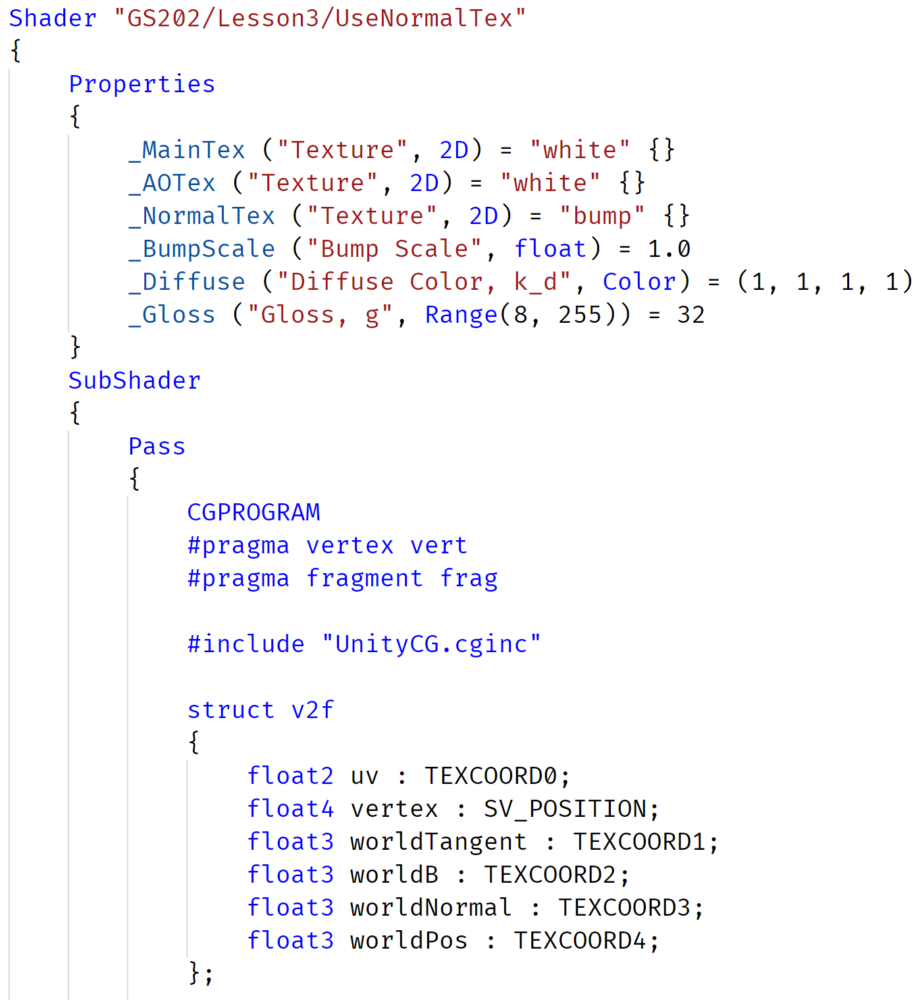 Shader "GS202/Lesson3/UseNormalTex"
{
    Properties
    {
        _MainTex ("Texture", 2D) = "white" {}
        _AOTex ("Texture", 2D) = "white" {}
        _NormalTex ("Texture", 2D) = "bump" {}
        _BumpScale ("Bump Scale", float) = 1.0
        _Diffuse ("Diffuse Color, k_d", Color) = (1, 1, 1, 1)
        _Gloss ("Gloss, g", Range(8, 255)) = 32
    }
    SubShader
    {
        Pass
        {
            CGPROGRAM
            #pragma vertex vert
            #pragma fragment frag

            #include "UnityCG.cginc"

            struct v2f
            {
                float2 uv : TEXCOORD0;
                float4 vertex : SV_POSITION;
                float3 worldTangent : TEXCOORD1;
                float3 worldB : TEXCOORD2;
                float3 worldNormal : TEXCOORD3;
                float3 worldPos : TEXCOORD4;
            };